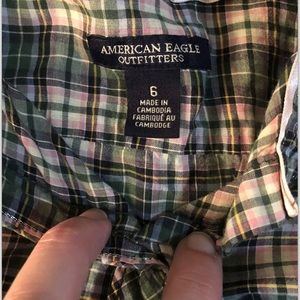 AMERICAN EAGLE
OUTFITTERS
6
MADE IN
CAMBODIA
FABRIQUÉ AU
CAMBODGE